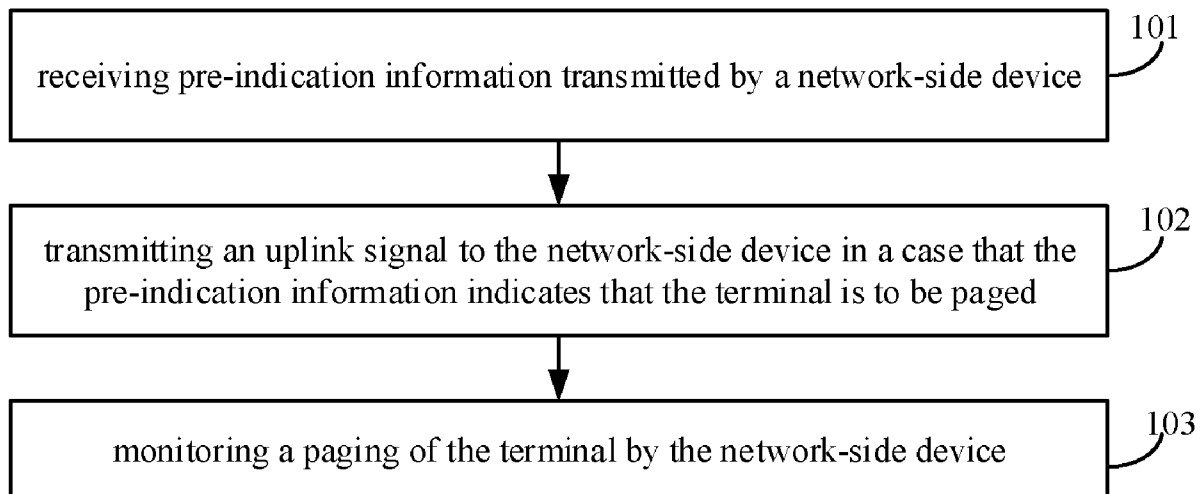 101
receiving pre-indication information transmitted by a network-side device
102
transmitting an uplink signal to the network-side device in a case that the
pre-indication information indicates that the terminal is to be paged
103
monitoring a paging of the terminal by the network-side device